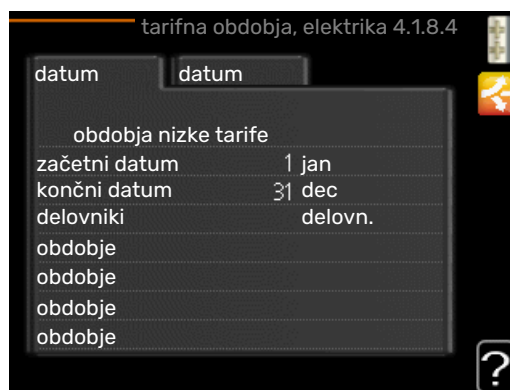 tarifna obdobja, elektrika 4.1.8.4
datum datum
obdobja nizke tarife
začetni datum 1 jan
končni datum 31 dec
delovniki delovn.
obdobje
obdobje
obdobje
obdobje
?